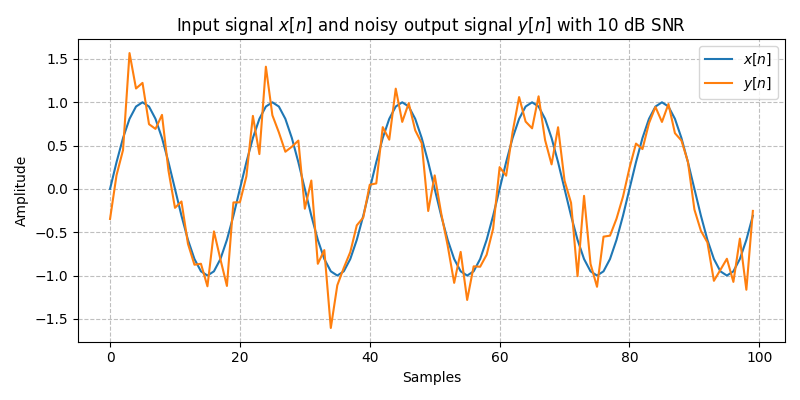 Input signal x[n] and noisy output signal y[n] with 10 dB SNR
x[n]
y[n]
Amplitude
1.5
1.0
0.5
0.0
−0.5
−1.0
−1.5
0 20 40 60 80 100
Samples